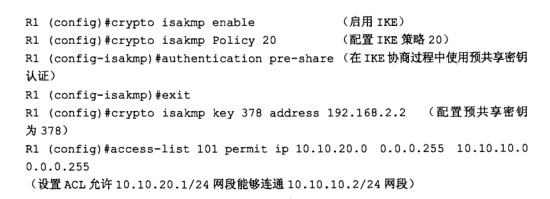 R1 (config)#crypto isakmp enable （启用 IKE）
R1 (config)#crypto isakmp Policy 20 （配置 IKE 策略 20）
R1 (config-isakmp)#authentication pre-share（在 IKE 协商过程中使用预共享密钥
认证）
R1 (config-isakmp)#exit
R1 (config)#crypto isakmp key 378 address 192.168.2.2 （配置预共享密钥
为 378）
R1 (config)#access-list 101 permit ip 10.10.20.0 0.0.0.255 10.10.10.0
0.0.0.255
（设置 ACL 允许 10.10.20.1/24 网段能够连通 10.10.10.2/24 网段）